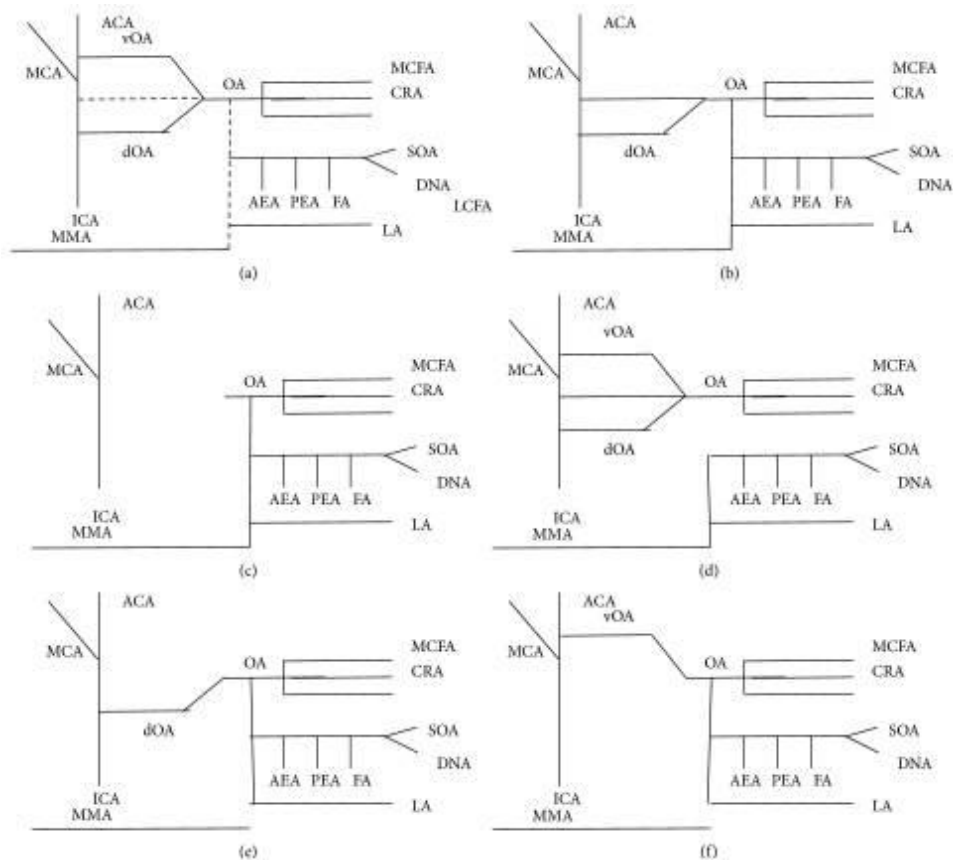 ACA
vOA
MCA
OA
MCFA
CRA
dOA
SOA
DNA
AEA PEA FA
LCFA
ICA
MMA
LA
(a)
ACA
MCA
OA
MCFA
CRA
dOA
SOA
DNA
AEA PEA FA
ICA
MMA
LA
(b)
ACA
MCA
OA
MCFA
CRA
SOA
DNA
AEA PEA FA
ICA
MMA
LA
(c)
ACA
vOA
MCA
OA
MCFA
CRA
dOA
SOA
DNA
AEA PEA FA
ICA
MMA
LA
(d)
ACA
MCA
OA
MCFA
CRA
dOA
SOA
DNA
AEA PEA FA
ICA
MMA
LA
(e)
ACA
vOA
MCA
OA
MCFA
CRA
SOA
DNA
AEA PEA FA
ICA
MMA
LA
(f)